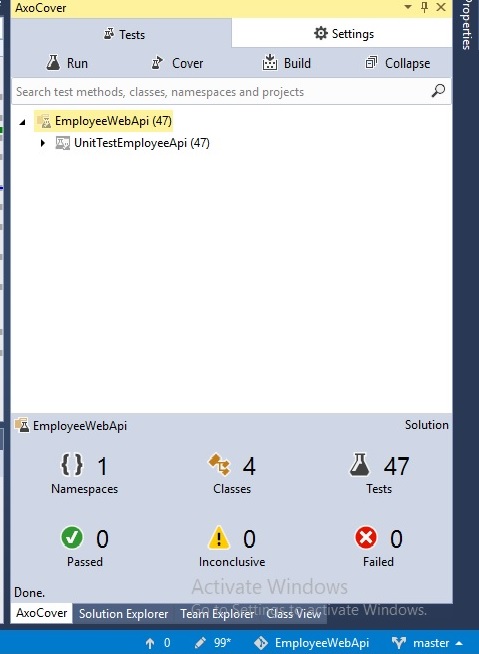 AxoCover
Properties
Tests
Settings
Run Cover Build Collapse
Search test methods, classes, namespaces and projects
EmployeeWebApi (47)
UnitTestEmployeeApi (47)
EmployeeWebApi Solution
{ } 1 4 47
Namespaces Classes Tests
0 0 0
Passed Inconclusive Failed
Activate Windows
Done.
Go to Settings to activate Windows.
AxoCover Solution Explorer Team Explorer Class View
0 99* EmployeeWebApi master